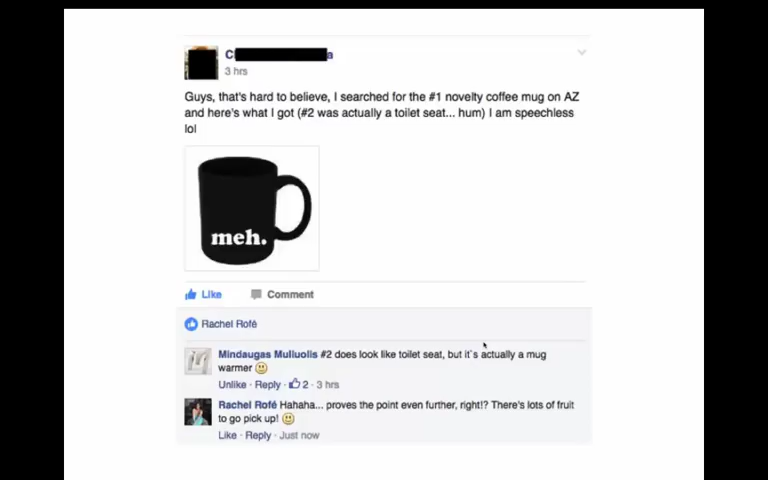 C a
3 hrs
Guys, that's hard to believe, I searched for the #1 novelty coffee mug on AZ
and here's what I got (#2 was actually a toilet seat... hum) I am speechless
lol
meh.
Like Comment
Rachel Rofé
Mindaugas Muliuolis #2 does look like toilet seat, but it`s actually a mug
warmer
Unlike · Reply · 2 · 3 hrs
Rachel Rofé Hahaha... proves the point even further, right!? There's lots of fruit
to go pick up!
Like · Reply · Just now